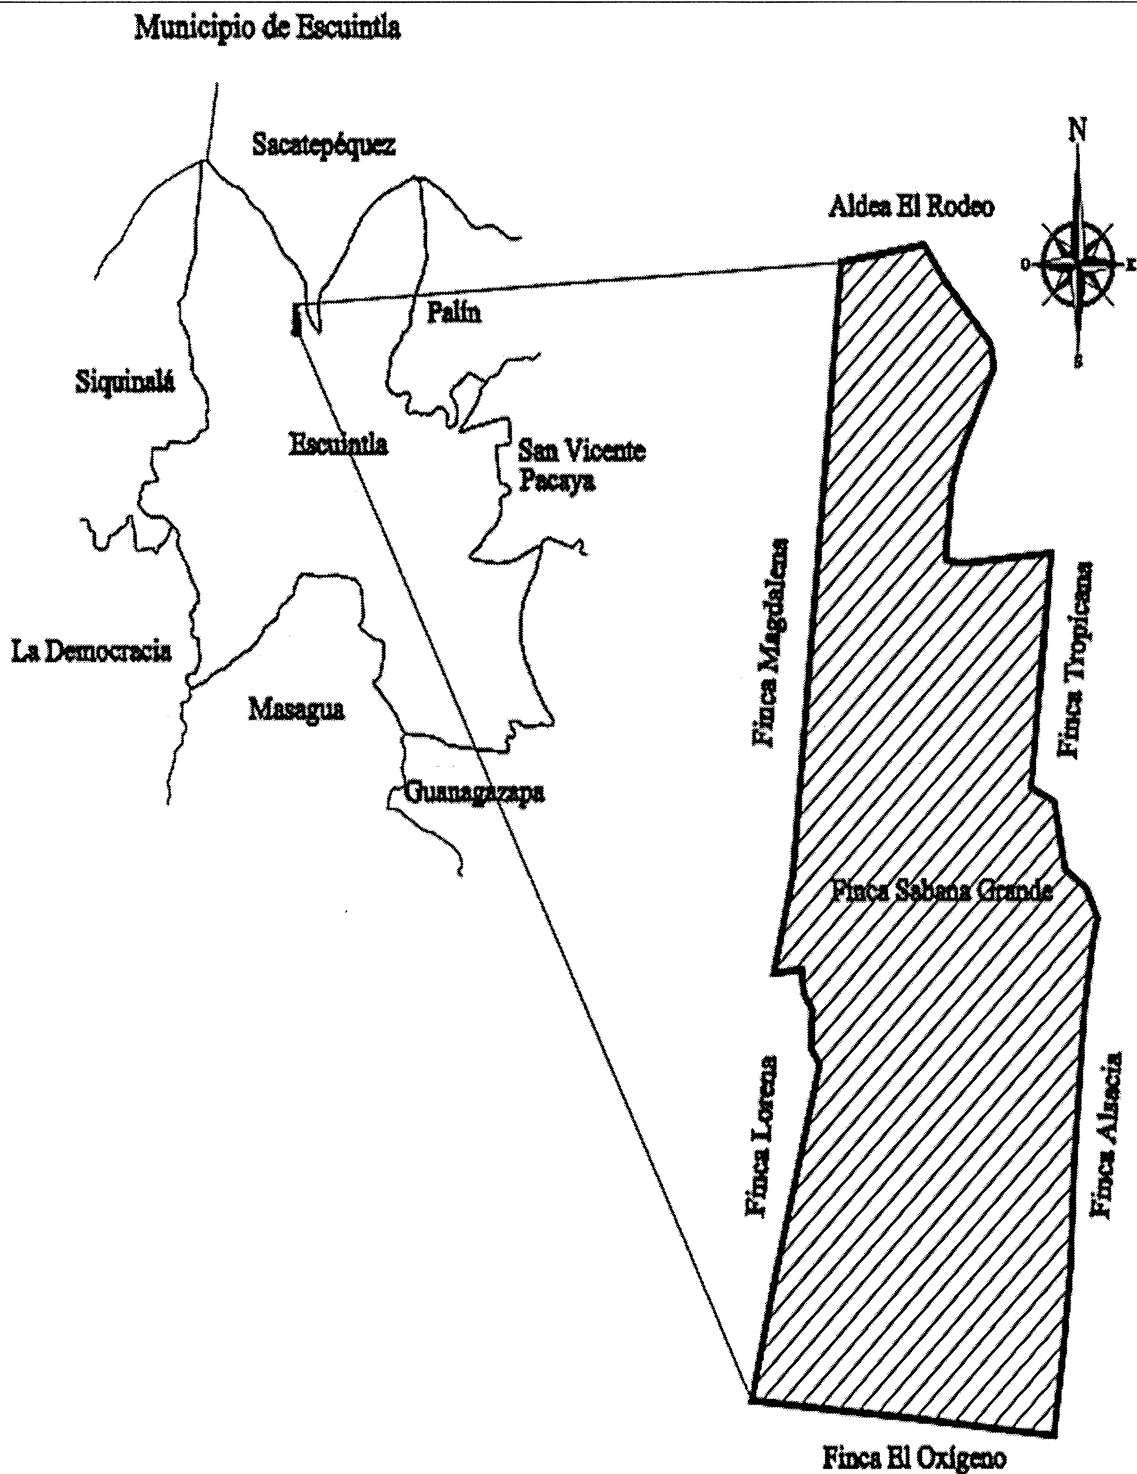 Municipio de Escuintla
Sacatepéquez
N
Aldea El Rodeo
O
E
Palín
S
Siquinalá
Escuintla
San Vicente
Pacaya
Finca Magdalena
Finca Tropicana
La Democracia
Masagua
Guanagazapa
Finca Sabana Grande
Finca Lorena
Finca Alsacia
Finca El Oxígeno